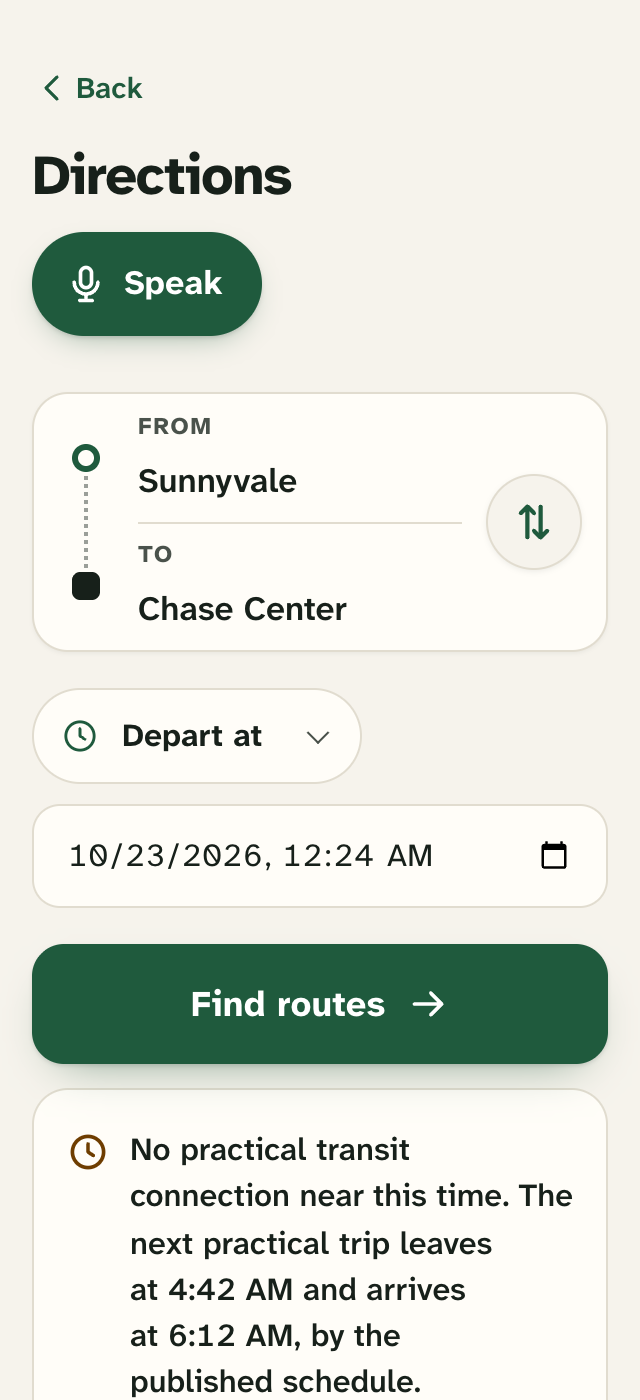 Back
Directions
Speak
FROM
Sunnyvale
TO
Chase Center
Depart at
10/23/2026, 12:24 AM
Find routes
No practical transit
connection near this time. The
next practical trip leaves
at 4:42 AM and arrives
at 6:12 AM, by the
published schedule.